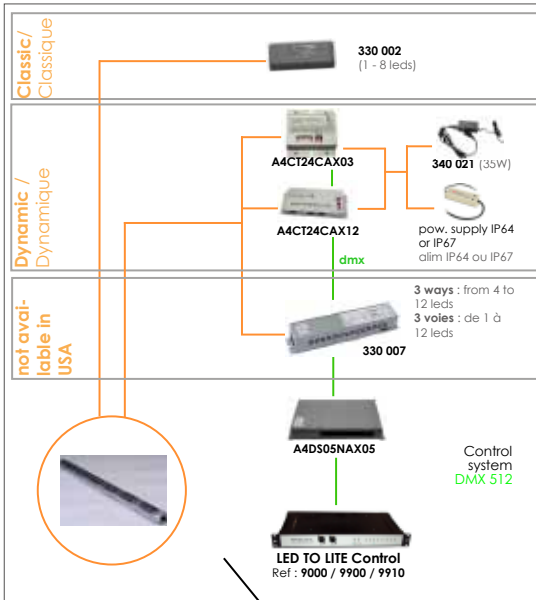 Classic/
Classique
330 002
(1 - 8 leds)
Dynamic /
Dynamique
A4CT24CAX03
340 021 (35W)
A4CT24CAX12
pow. supply IP64
or IP67
alim IP64 ou IP67
dmx
not avai-
lable in
USA
3 ways : from 4 to
12 leds
3 voies : de 1 à
12 leds
330 007
A4DS05NAX05
Control
system
DMX 512
LED TO LITE Control
Ref : 9000 / 9900 / 9910